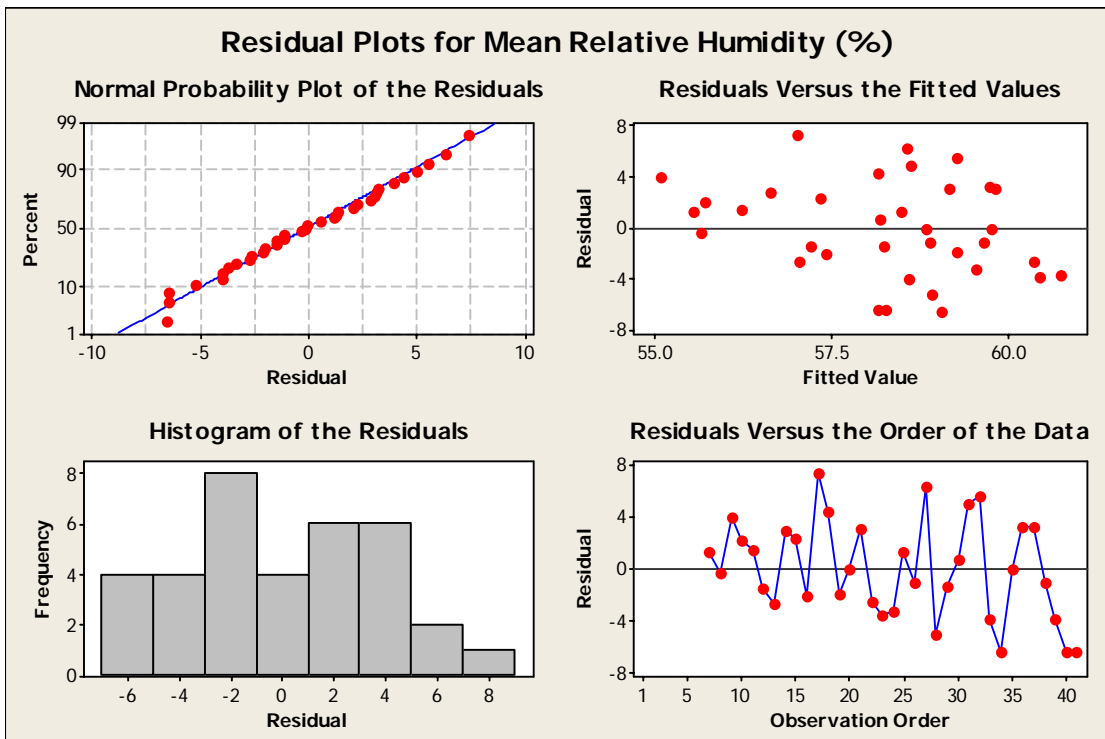 Residual Plots for Mean Relative Humidity (%)
Normal Probability Plot of the Residuals
99
90
50
10
1
Percent
-10 -5 0 5 10
Residual
Residuals Versus the Fitted Values
8
4
0
-4
-8
Residual
55.0 57.5 60.0
Fitted Value
Histogram of the Residuals
8
6
4
2
0
Frequency
-6 -4 -2 0 2 4 6 8
Residual
Residuals Versus the Order of the Data
8
4
0
-4
-8
Residual
1 5 10 15 20 25 30 35 40
Observation Order